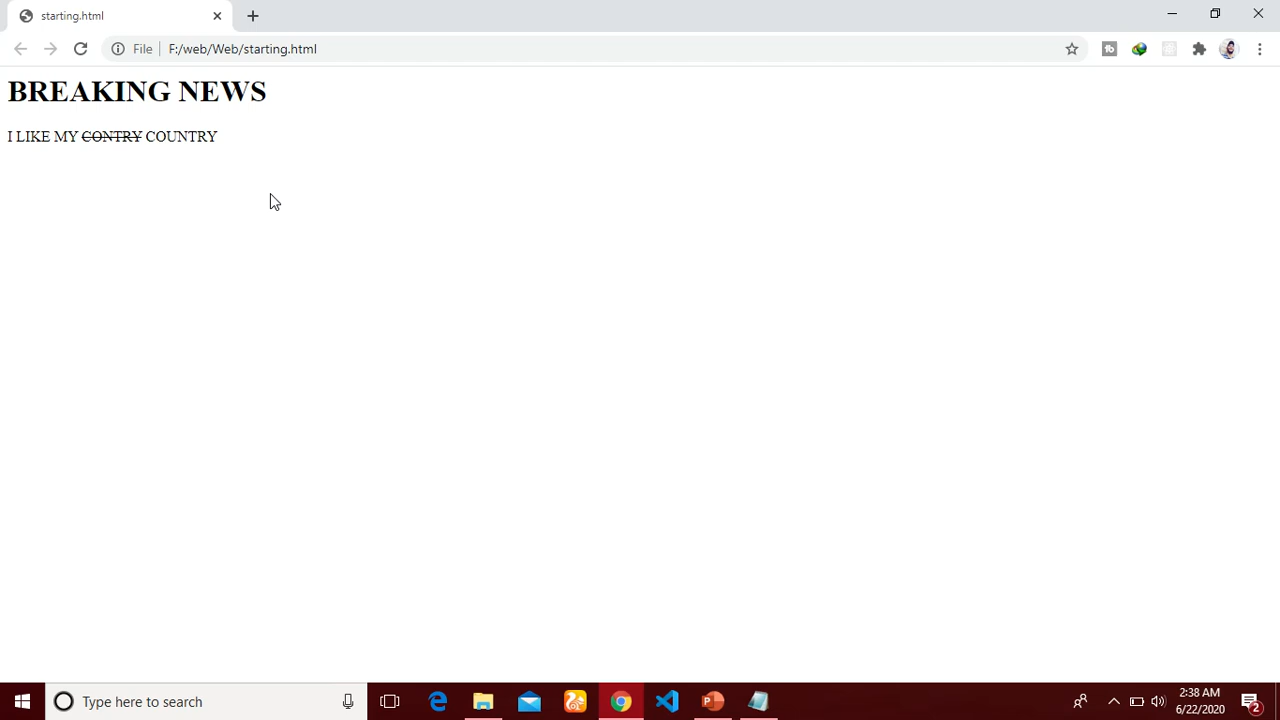 starting.html
File F:/web/Web/starting.html
BREAKING NEWS
I LIKE MY CONTRY COUNTRY
Type here to search
2:38 AM
6/22/2020
2